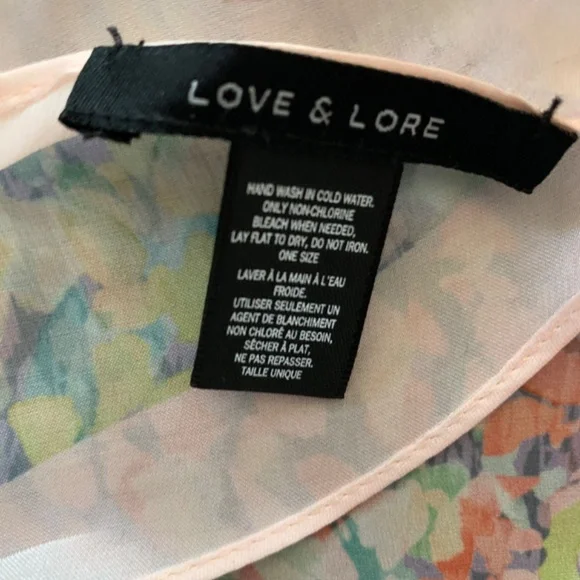 LOVE & LORE
HAND WASH IN COLD WATER.
ONLY NON-CHLORINE
BLEACH WHEN NEEDED,
LAY FLAT TO DRY, DO NOT IRON.
ONE SIZE
LAVER À LA MAIN À L'EAU
FROIDE.
UTILISER SEULEMENT UN
AGENT DE BLANCHIMENT
NON CHLORÉ AU BESOIN,
SÉCHER À PLAT,
NE PAS REPASSER.
TAILLE UNIQUE